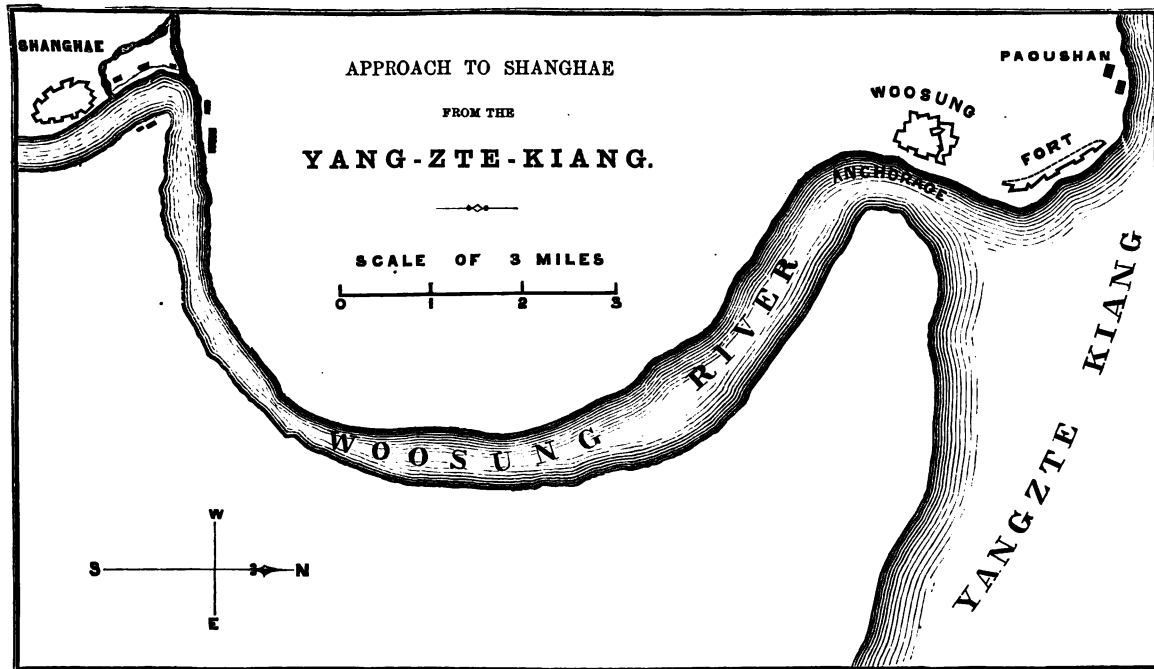 SHANGHAE
APPROACH TO SHANGHAE
FROM THE
YANG-ZTE-KIANG.
SCALE OF 3 MILES
0 1 2 3
PAOUSHAN
WOOSUNG
FORT
ANCHORAGE
WOOSUNG RIVER
YANGZTE KIANG
W
S N
E